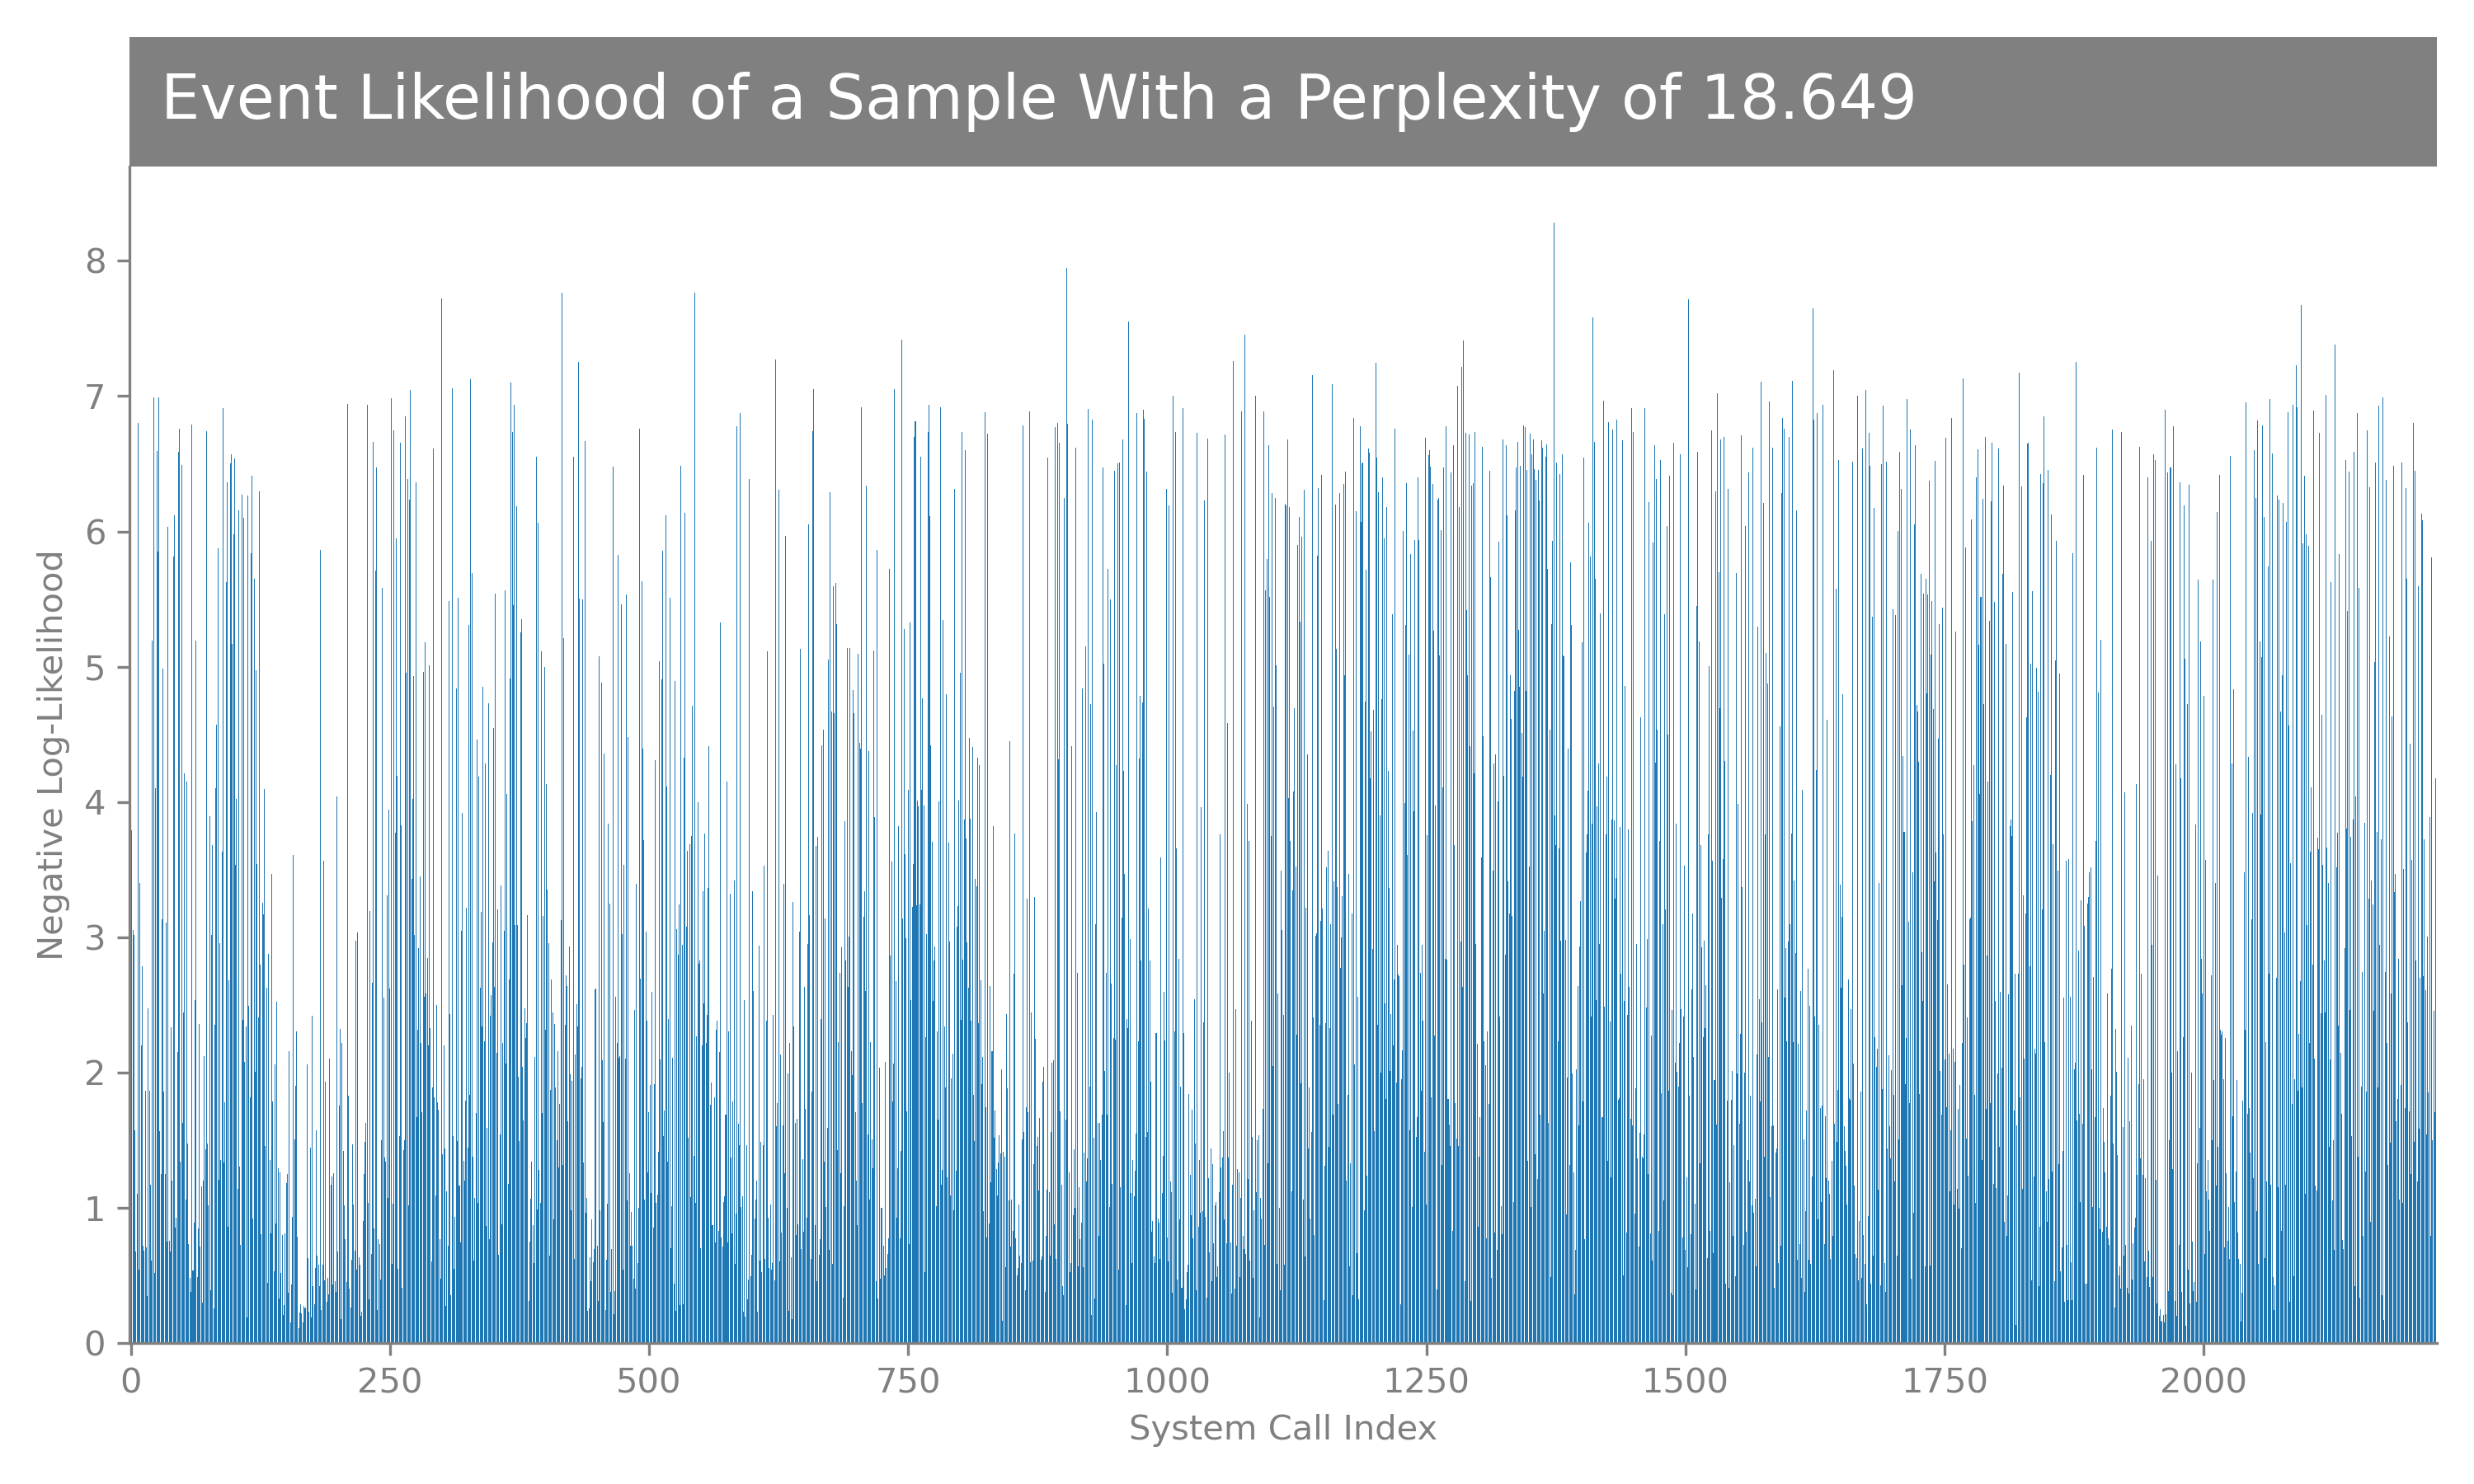 Event Likelihood of a Sample With a Perplexity of 18.649
8
7
6
5
4
3
2
1
0
Negative Log-Likelihood
0 250 500 750 1000 1250 1500 1750 2000
System Call Index